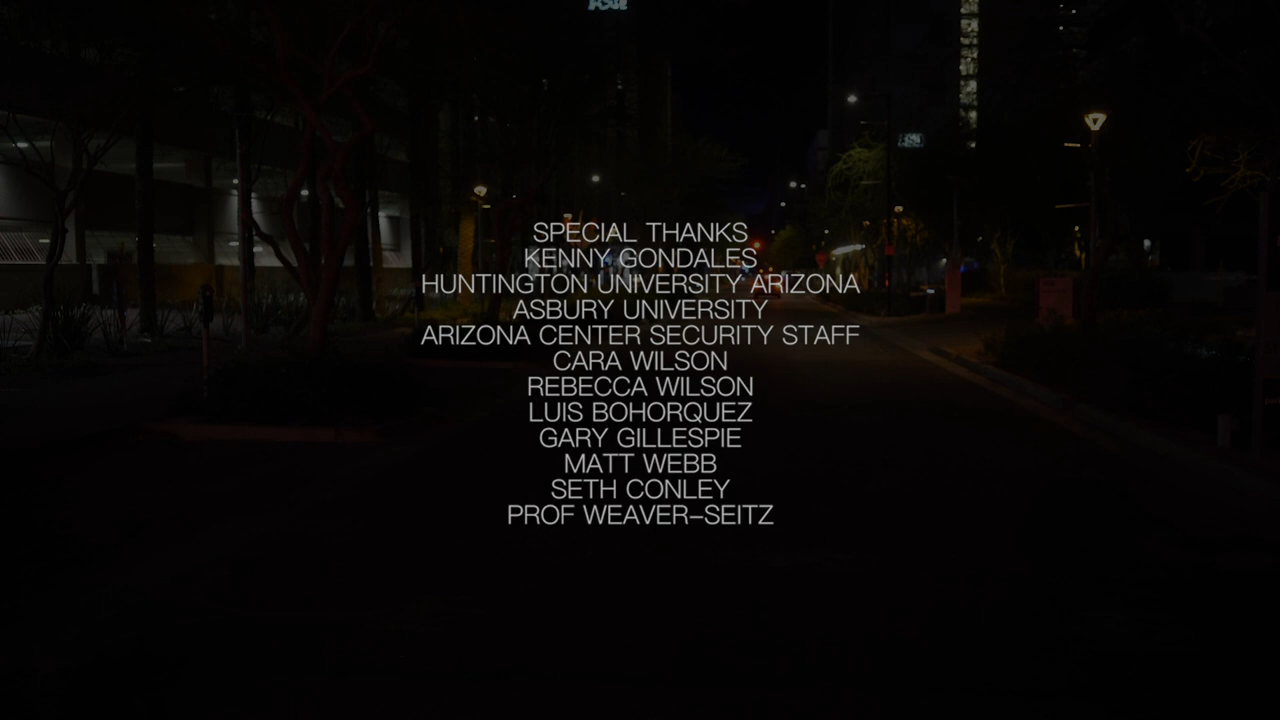 SPECIAL THANKS
KENNY GONDALES
HUNTINGTON UNIVERSITY ARIZONA
ASBURY UNIVERSITY
ARIZONA CENTER SECURITY STAFF
CARA WILSON
REBECCA WILSON
LUIS BOHORQUEZ
GARY GILLESPIE
MATT WEBB
SETH CONLEY
PROF WEAVER-SEITZ